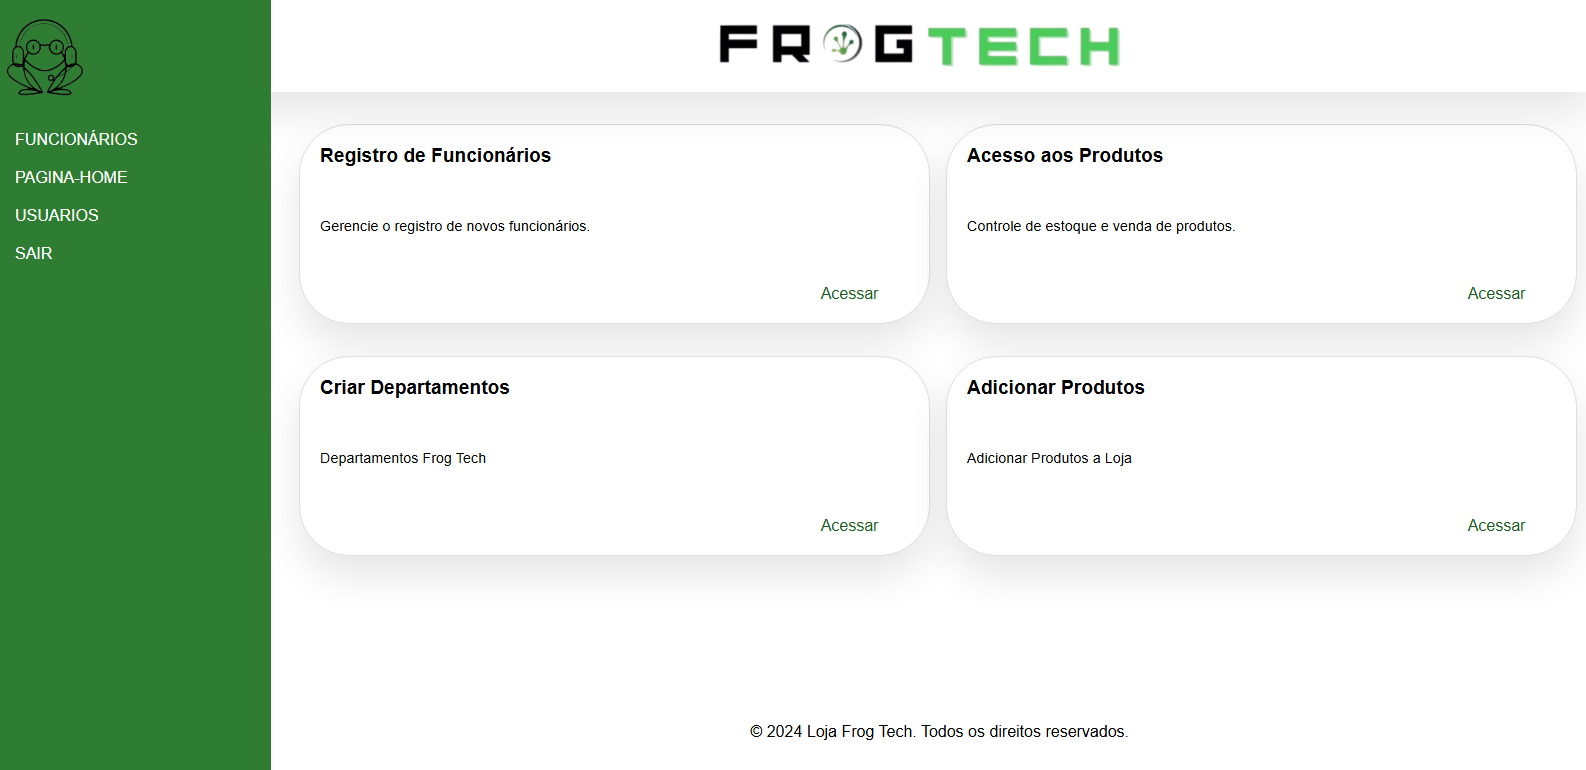 FROGTECH
FUNCIONÁRIOS
PAGINA-HOME
USUARIOS
SAIR
Registro de Funcionários
Gerencie o registro de novos funcionários.
Acessar
Acesso aos Produtos
Controle de estoque e venda de produtos.
Acessar
Criar Departamentos
Departamentos Frog Tech
Acessar
Adicionar Produtos
Adicionar Produtos a Loja
Acessar
© 2024 Loja Frog Tech. Todos os direitos reservados.